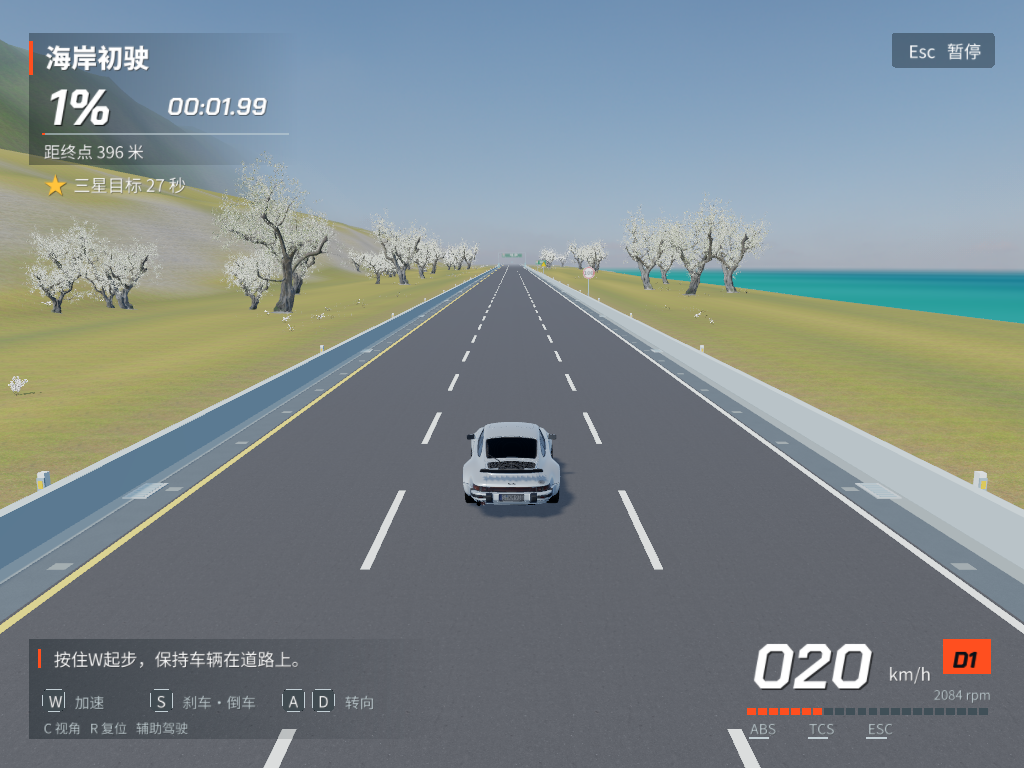 海岸初驶
Esc 暂停
1% 00:01.99
距终点 396 米
三星目标 27 秒
按住W起步，保持车辆在道路上。
W 加速 S 刹车·倒车 A D 转向
C 视角 R 复位 辅助驾驶
020 km/h D1
2084 rpm
ABS TCS ESC